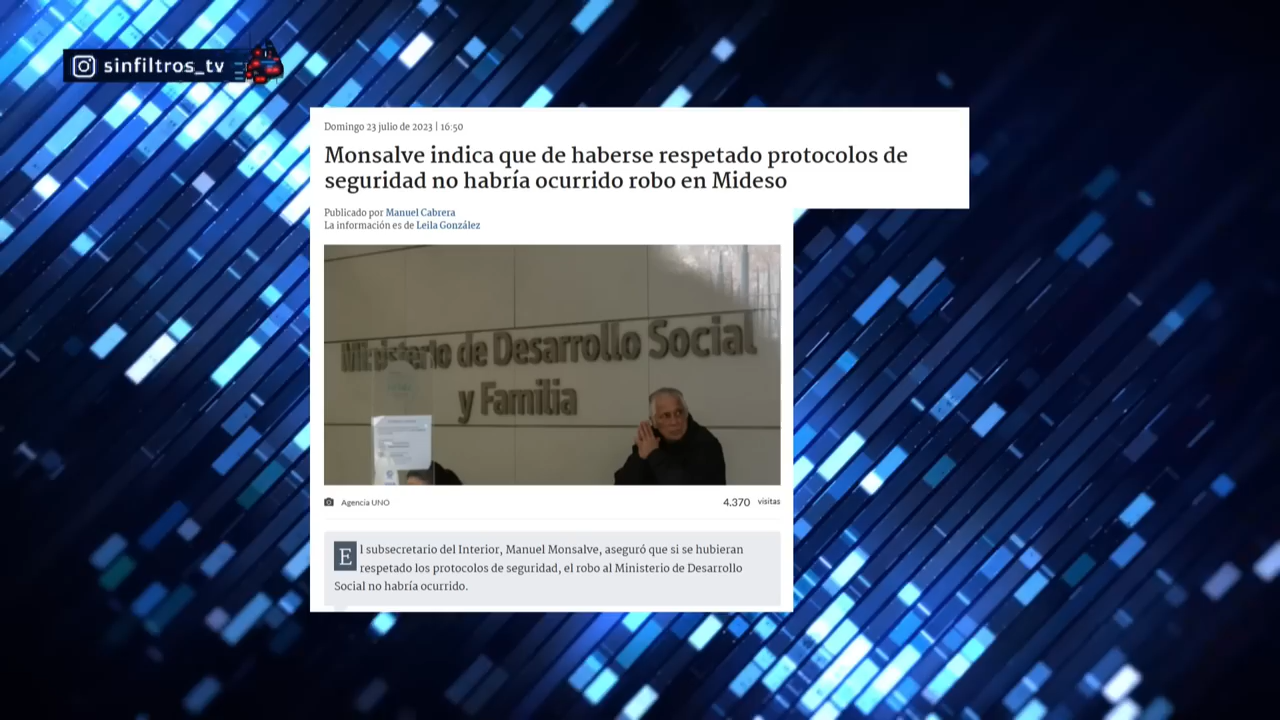 sinfiltros_tv
Domingo 23 julio de 2023 | 16:50
Monsalve indica que de haberse respetado protocolos de
seguridad no habría ocurrido robo en Mideso
Publicado por Manuel Cabrera
La información es de Leila González
Ministerio de Desarrollo Social
y Familia
Agencia UNO
4.370 visitas
El subsecretario del Interior, Manuel Monsalve, aseguró que si se hubieran
respetado los protocolos de seguridad, el robo al Ministerio de Desarrollo
Social no habría ocurrido.